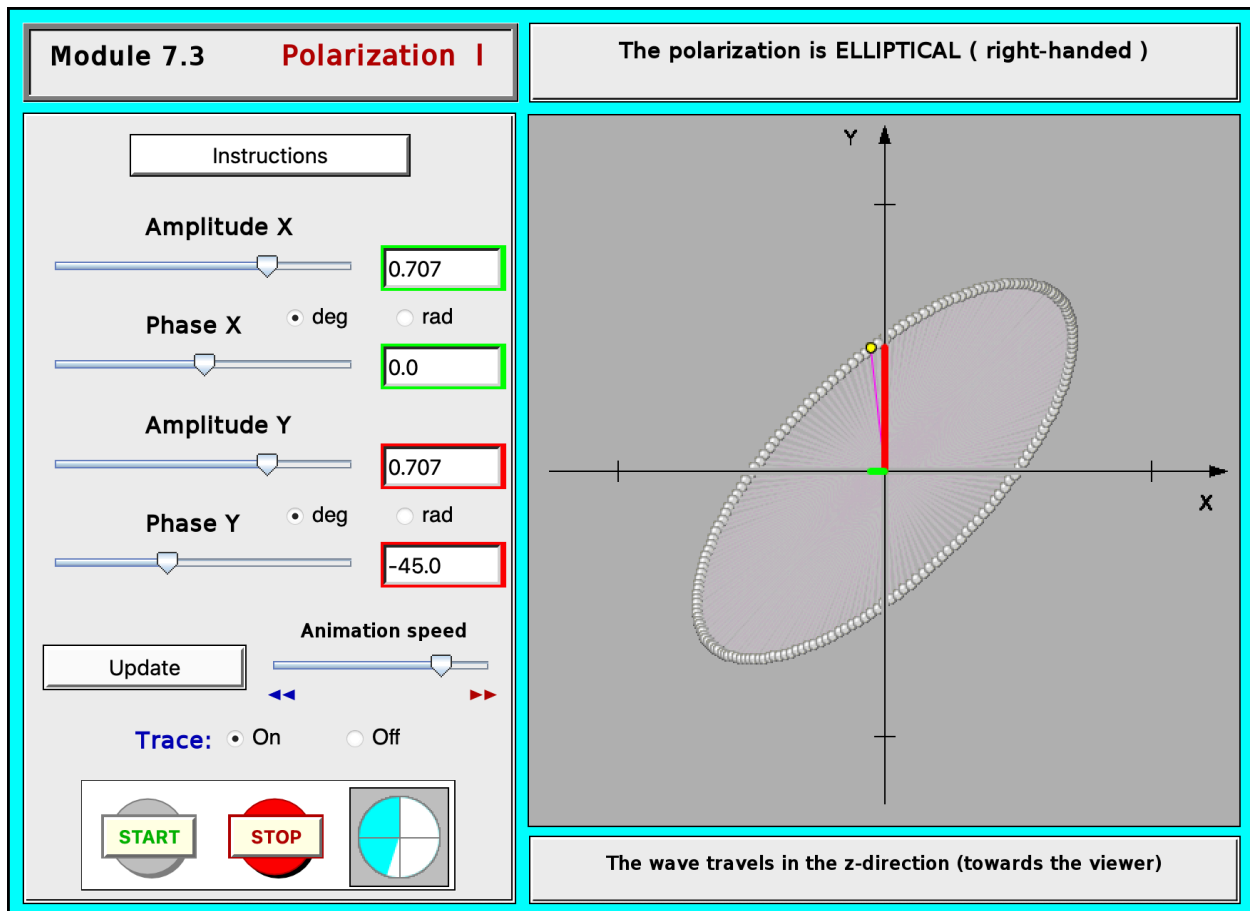 Module 7.3 Polarization I
The polarization is ELLIPTICAL ( right-handed )
Instructions
Amplitude X
0.707
Phase X
deg
rad
0.0
Amplitude Y
0.707
Phase Y
deg
rad
-45.0
Animation speed
Update
Trace:
On
Off
START
STOP
Y
X
The wave travels in the z-direction (towards the viewer)